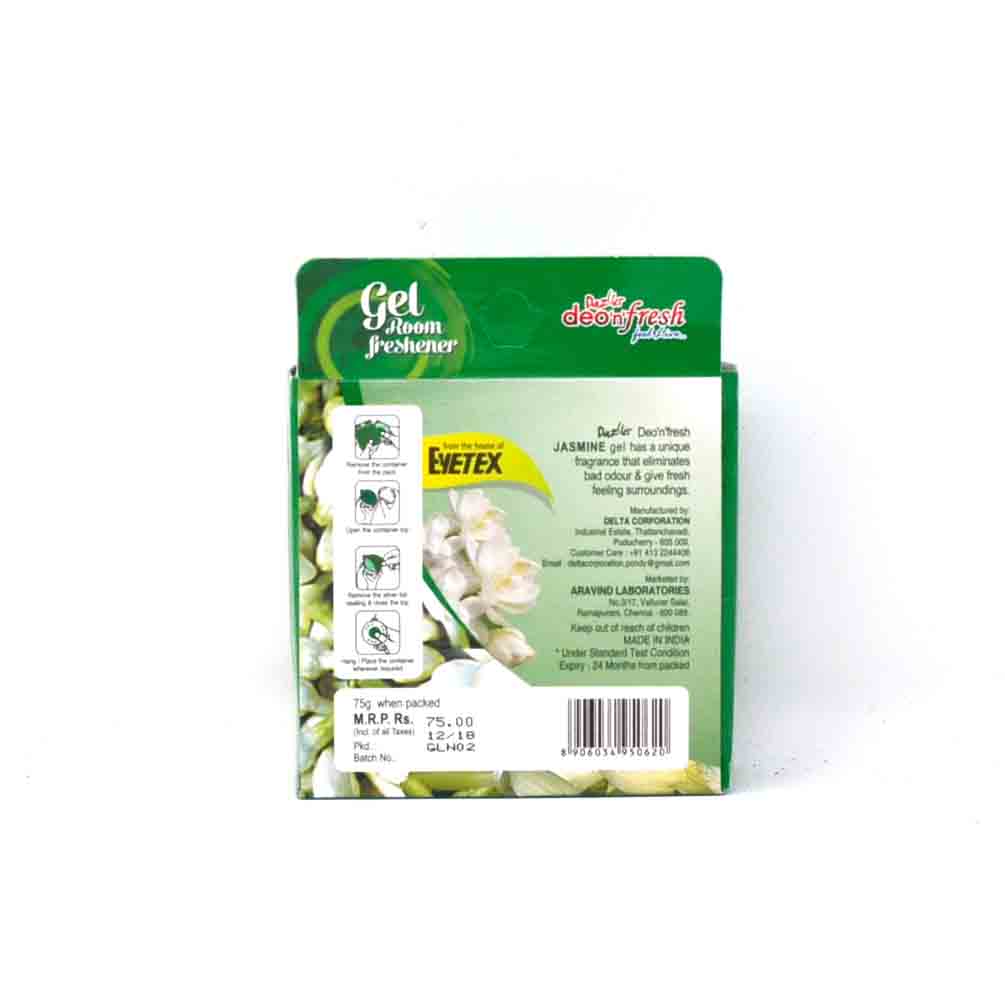 Gel
Room
freshener
Dazller
deo'n'fresh
from the house of
EYETEX
Remove the container
from the pack
Open the container top
Remove the silver foil
sealing & close the top
Hang / Place the container
wherever required
Dazller Deo'n'fresh
JASMINE gel has a unique
fragrance that eliminates
bad odour & give fresh
feeling surroundings.
Manufactured by:
DELTA CORPORATION
Industrial Estate, Thattanchavadi,
Puducherry - 605 009.
Customer Care : +91 413 2244406
Email : deltacorporation.pondy@gmail.com
Marketed by:
ARAVIND LABORATORIES
No.3/17, Valluvar Salai,
Ramapuram, Chennai - 600 089.
Keep out of reach of children
MADE IN INDIA
* Under Standard Test Condition
Expiry : 24 Months from packed
75g when packed
M.R.P. Rs. 75.00
(Incl. of all Taxes)
Pkd.: 12/18
Batch No.: GLN02
8 906034 950620